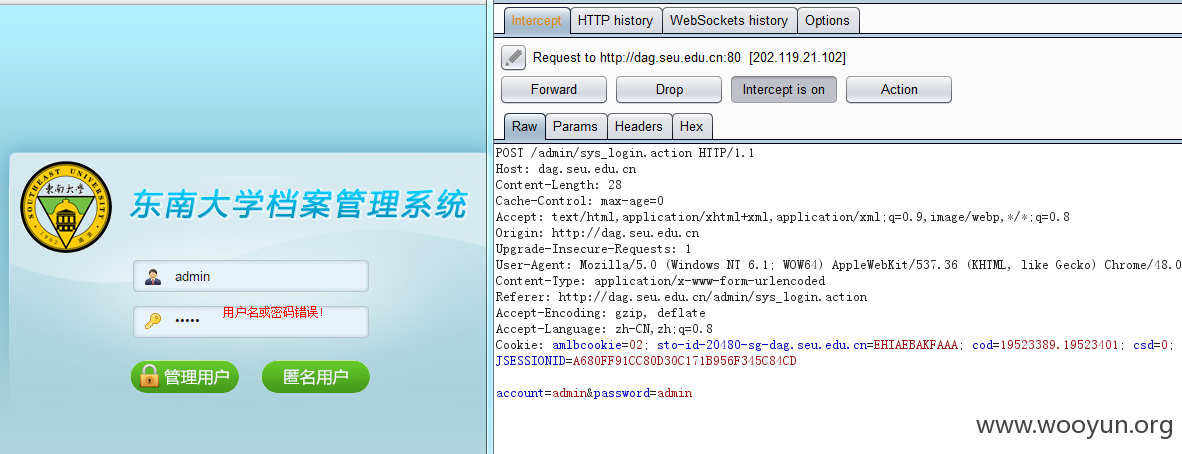 东南大学
SOUTHEAST UNIVERSITY
1902
东南大学档案管理系统
admin
•••••
用户名或密码错误!
管理用户
匿名用户
Intercept
HTTP history
WebSockets history
Options
Request to http://dag.seu.edu.cn:80 [202.119.21.102]
Forward
Drop
Intercept is on
Action
Raw
Params
Headers
Hex
POST /admin/sys_login.action HTTP/1.1
Host: dag.seu.edu.cn
Content-Length: 28
Cache-Control: max-age=0
Accept: text/html,application/xhtml+xml,application/xml;q=0.9,image/webp,*/*;q=0.8
Origin: http://dag.seu.edu.cn
Upgrade-Insecure-Requests: 1
User-Agent: Mozilla/5.0 (Windows NT 6.1; WOW64) AppleWebKit/537.36 (KHTML, like Gecko) Chrome/48.0
Content-Type: application/x-www-form-urlencoded
Referer: http://dag.seu.edu.cn/admin/sys_login.action
Accept-Encoding: gzip, deflate
Accept-Language: zh-CN,zh;q=0.8
Cookie: amlbcookie=02; sto-id-20480-sg-dag.seu.edu.cn=EHIAEBAKFAAA; cod=19523389.19523401; csd=0;
JSESSIONID=A680FF91CC80D30C171B956F345C84CD
account=admin&password=admin
www.wooyun.org